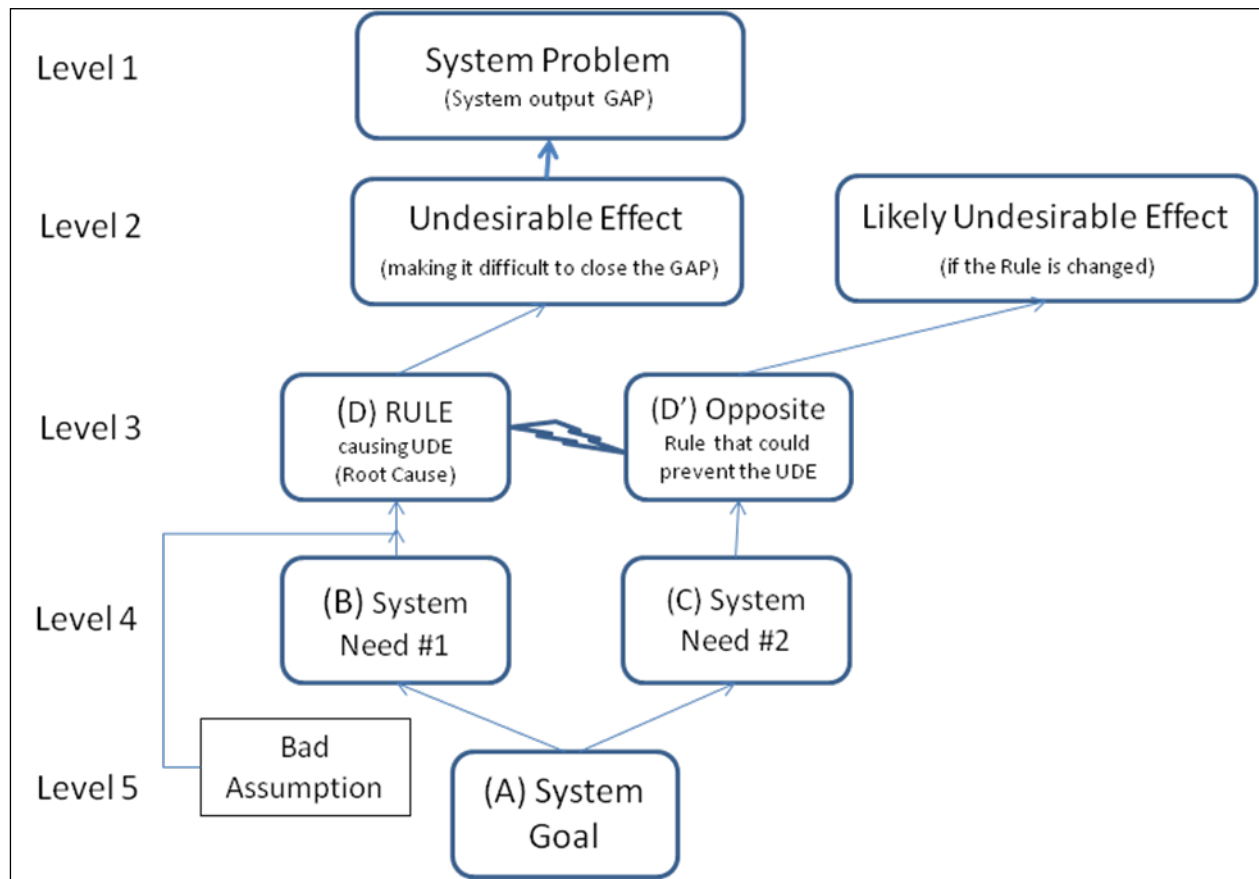 Level 1
System Problem
(System output GAP)
Level 2
Undesirable Effect
(making it difficult to close the GAP)
Likely Undesirable Effect
(if the Rule is changed)
Level 3
(D) RULE
causing UDE
(Root Cause)
(D’) Opposite
Rule that could
prevent the UDE
Level 4
(B) System
Need #1
(C) System
Need #2
Level 5
Bad
Assumption
(A) System
Goal